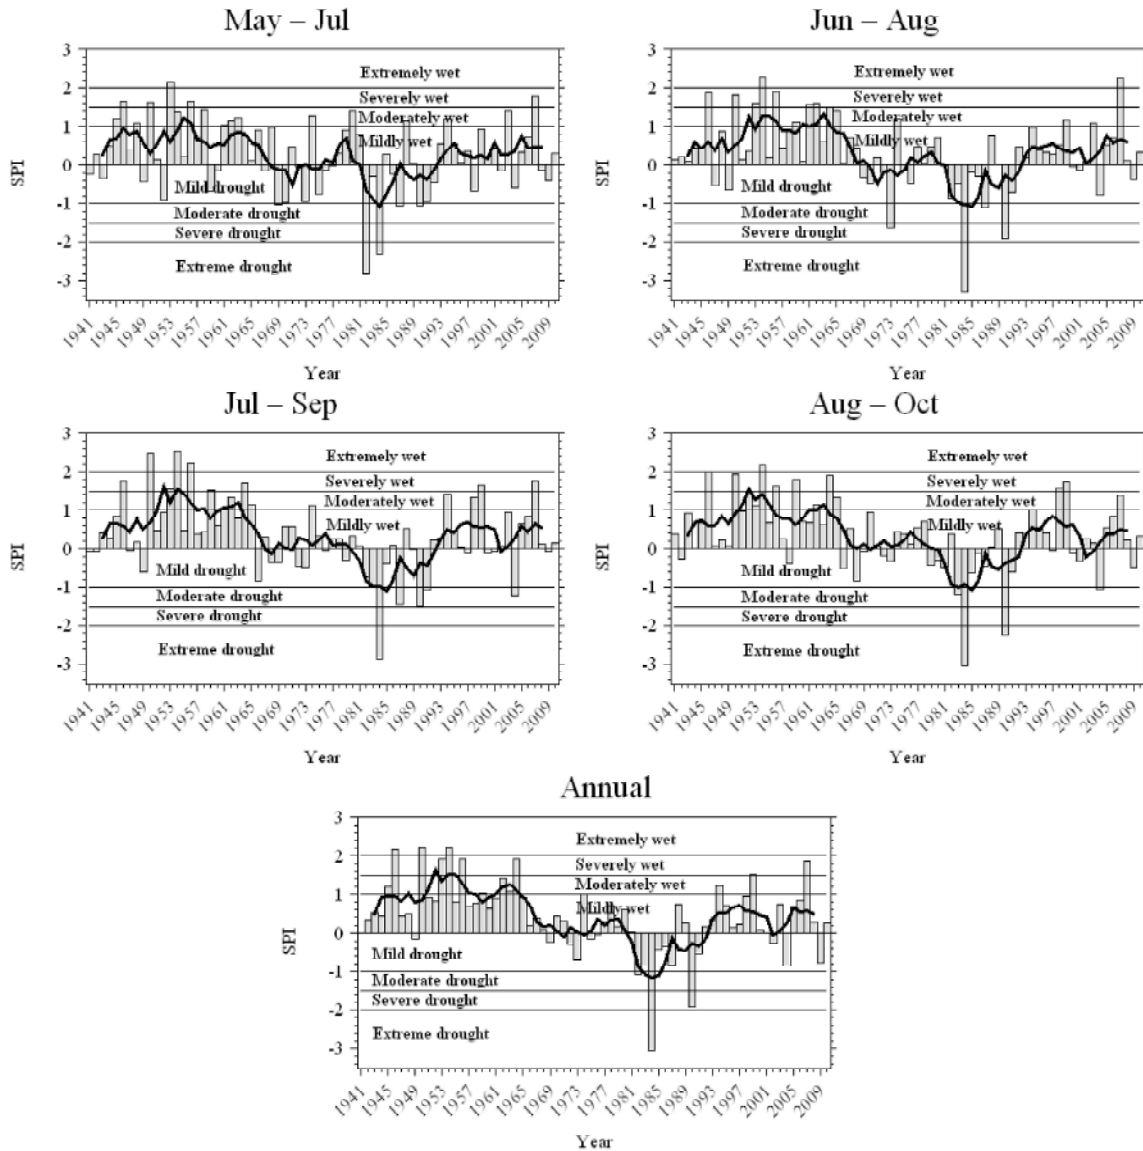 May – Jul
3
2
1
0
-1
-2
-3
SPI
Extremely wet
Severely wet
Moderately wet
Mildly wet
Mild drought
Moderate drought
Severe drought
Extreme drought
1941 1945 1949 1953 1957 1961 1965 1969 1973 1977 1981 1985 1989 1993 1997 2001 2005 2009
Year
Jun – Aug
3
2
1
0
-1
-2
-3
SPI
Extremely wet
Severely wet
Moderately wet
Mildly wet
Mild drought
Moderate drought
Severe drought
Extreme drought
1941 1945 1949 1953 1957 1961 1965 1969 1973 1977 1981 1985 1989 1993 1997 2001 2005 2009
Year
Jul – Sep
3
2
1
0
-1
-2
-3
SPI
Extremely wet
Severely wet
Moderately wet
Mildly wet
Mild drought
Moderate drought
Severe drought
Extreme drought
1941 1945 1949 1953 1957 1961 1965 1969 1973 1977 1981 1985 1989 1993 1997 2001 2005 2009
Year
Aug – Oct
3
2
1
0
-1
-2
-3
SPI
Extremely wet
Severely wet
Moderately wet
Mildly wet
Mild drought
Moderate drought
Severe drought
Extreme drought
1941 1945 1949 1953 1957 1961 1965 1969 1973 1977 1981 1985 1989 1993 1997 2001 2005 2009
Year
Annual
3
2
1
0
-1
-2
-3
SPI
Extremely wet
Severely wet
Moderately wet
Mildly wet
Mild drought
Moderate drought
Severe drought
Extreme drought
1941 1945 1949 1953 1957 1961 1965 1969 1973 1977 1981 1985 1989 1993 1997 2001 2005 2009
Year